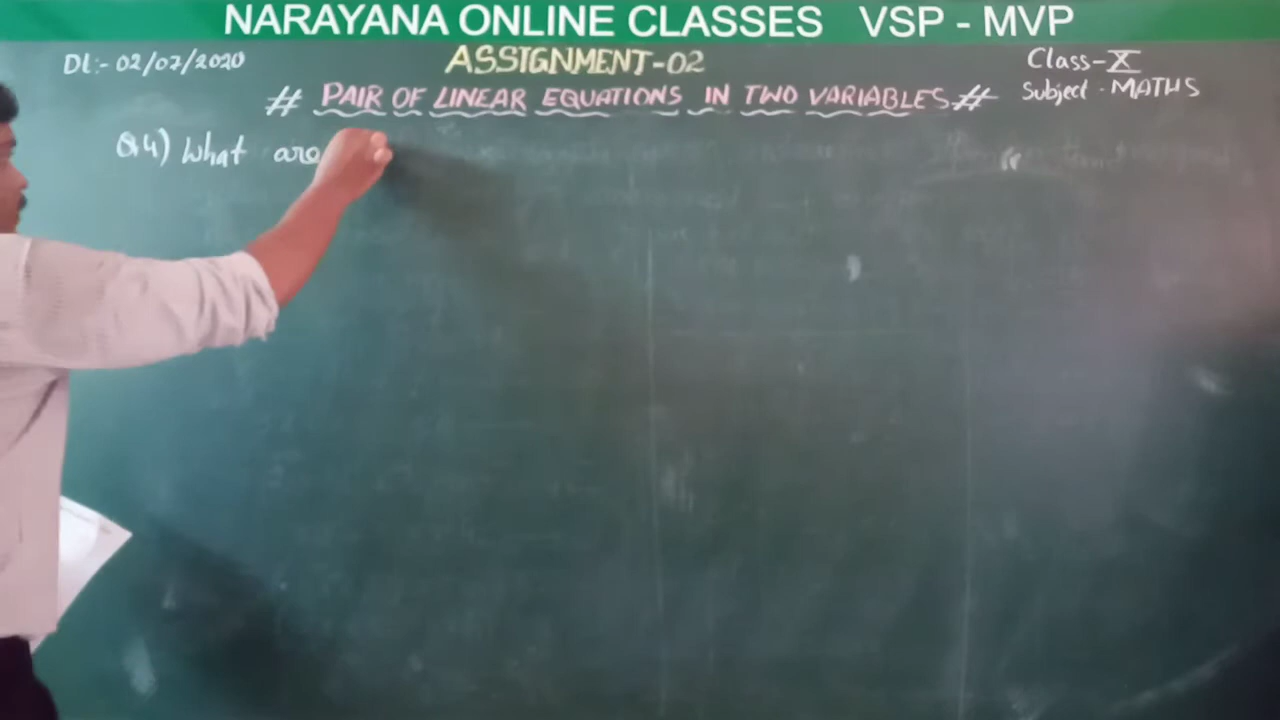 NARAYANA ONLINE CLASSES VSP - MVP
Dt:- 02/07/2020
ASSIGNMENT-02
Class-X
# PAIR OF LINEAR EQUATIONS IN TWO VARIABLES #
Subject - MATHS
Q4) What are